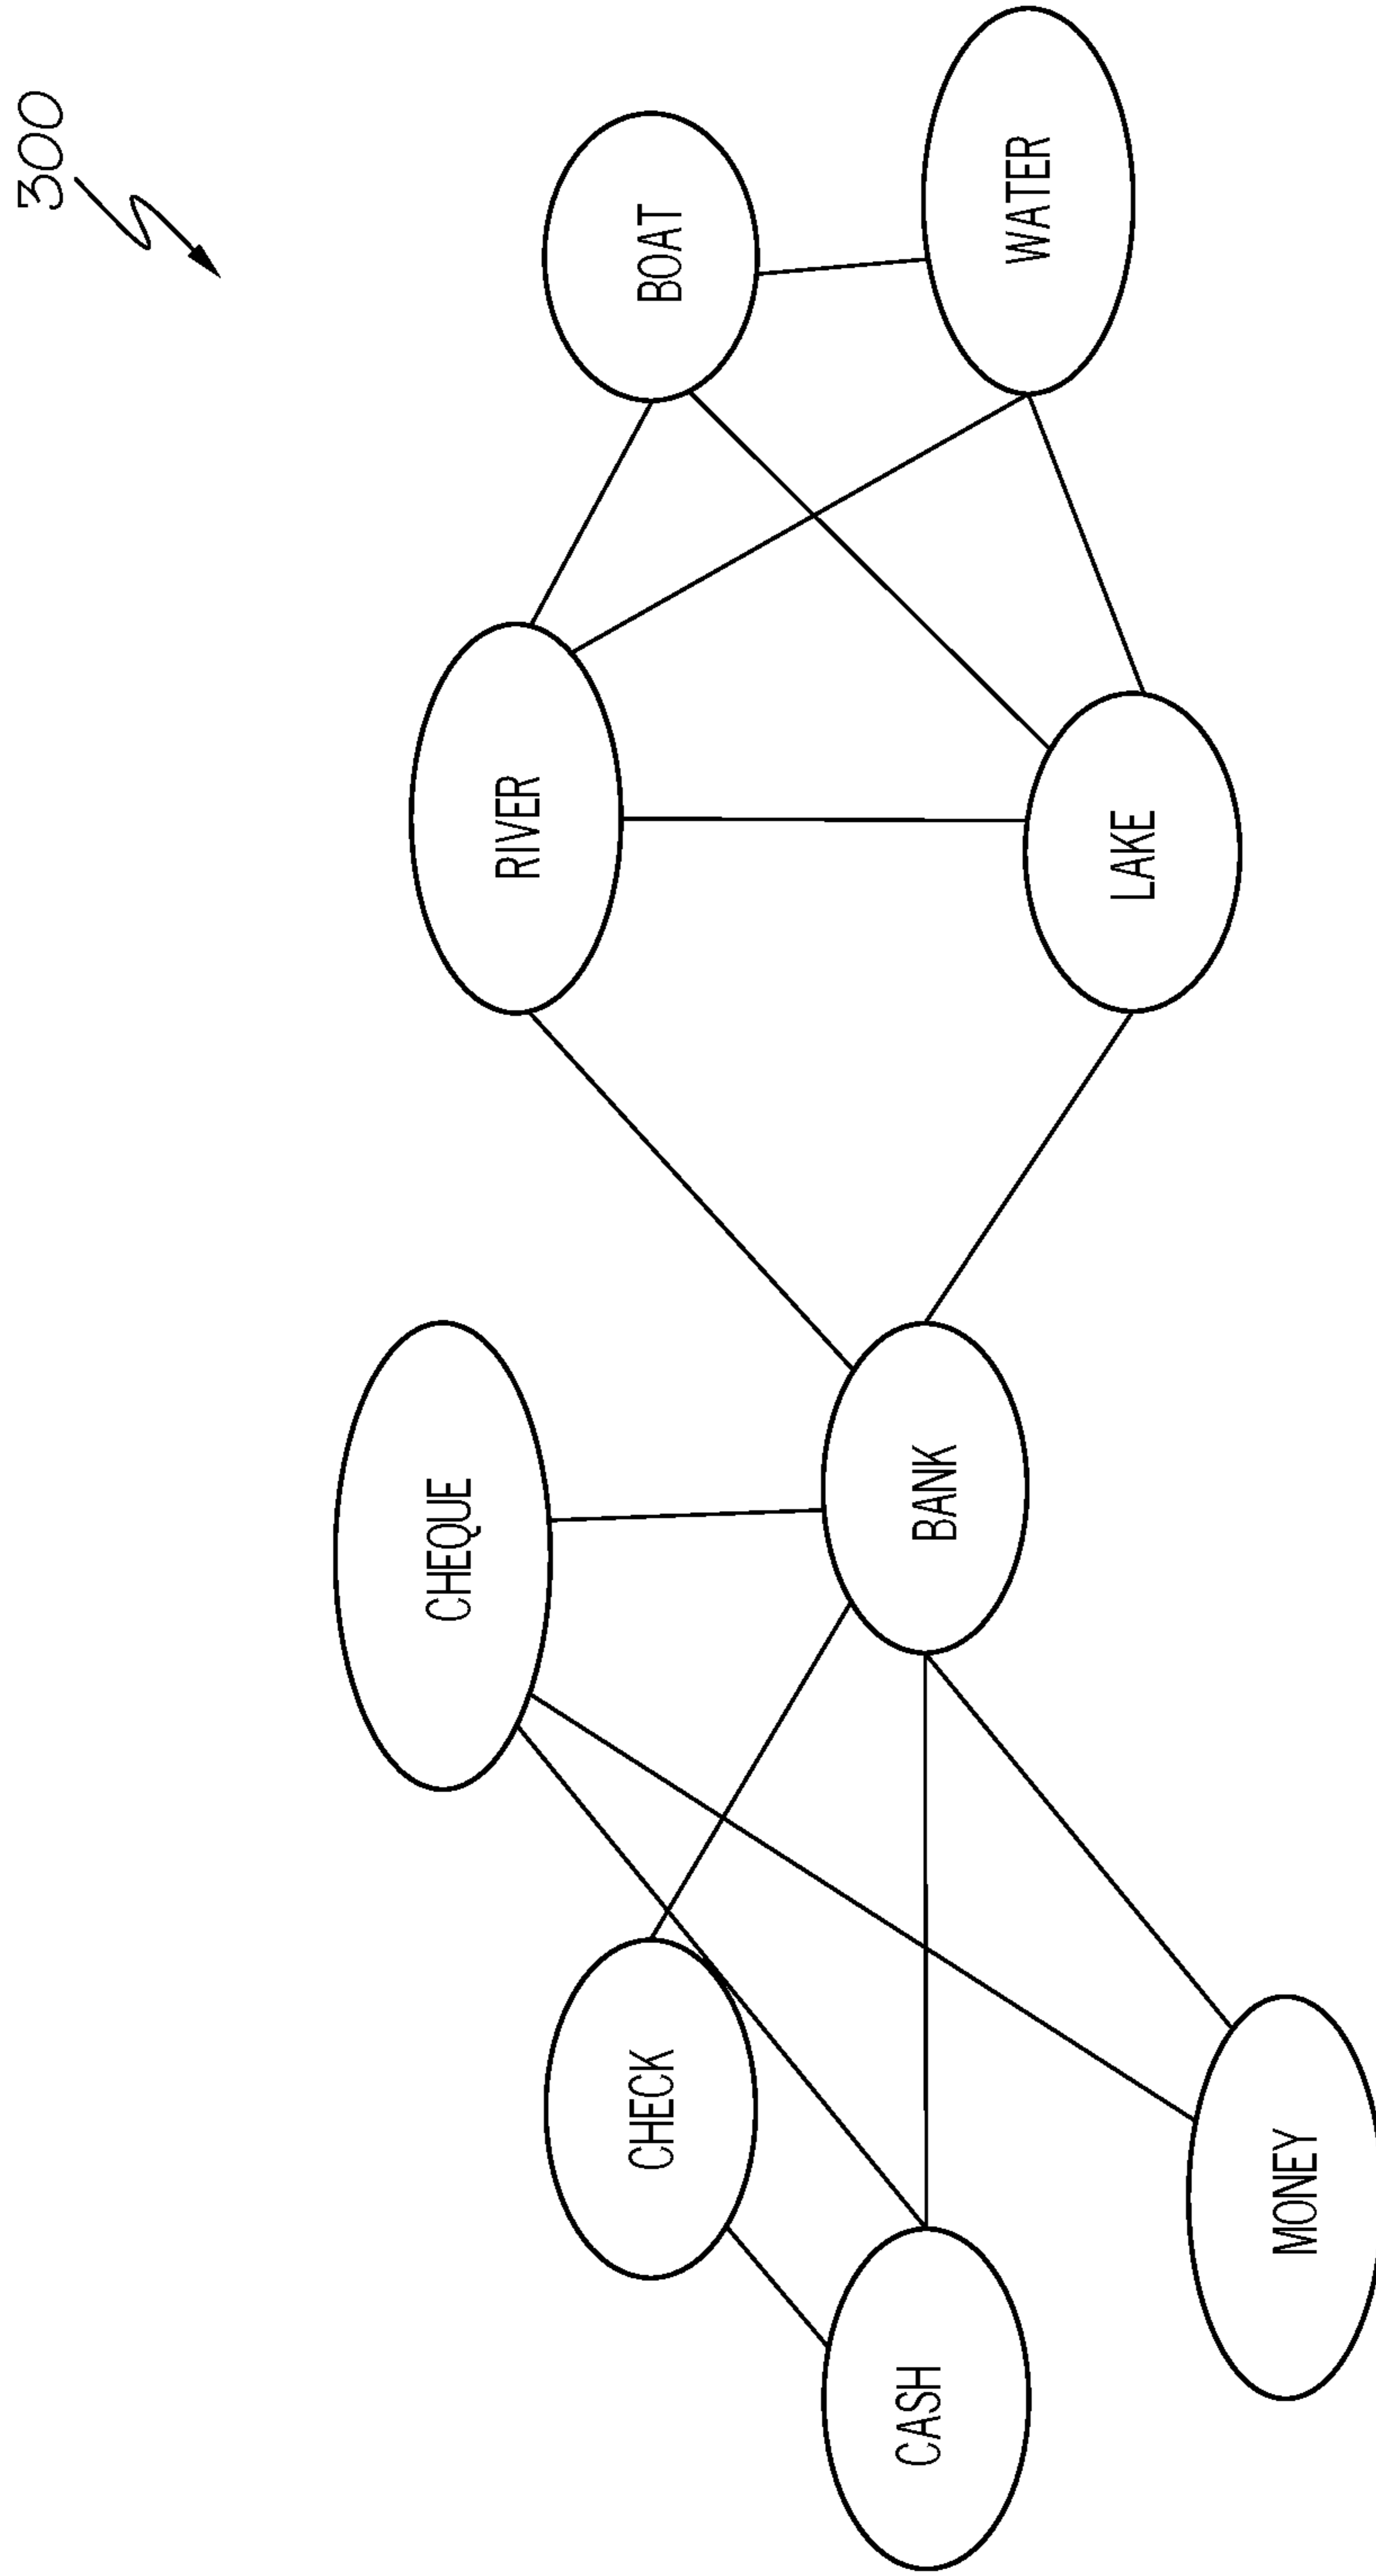 300
CHEQUE
RIVER
CHECK
BOAT
CASH
BANK
WATER
LAKE
MONEY